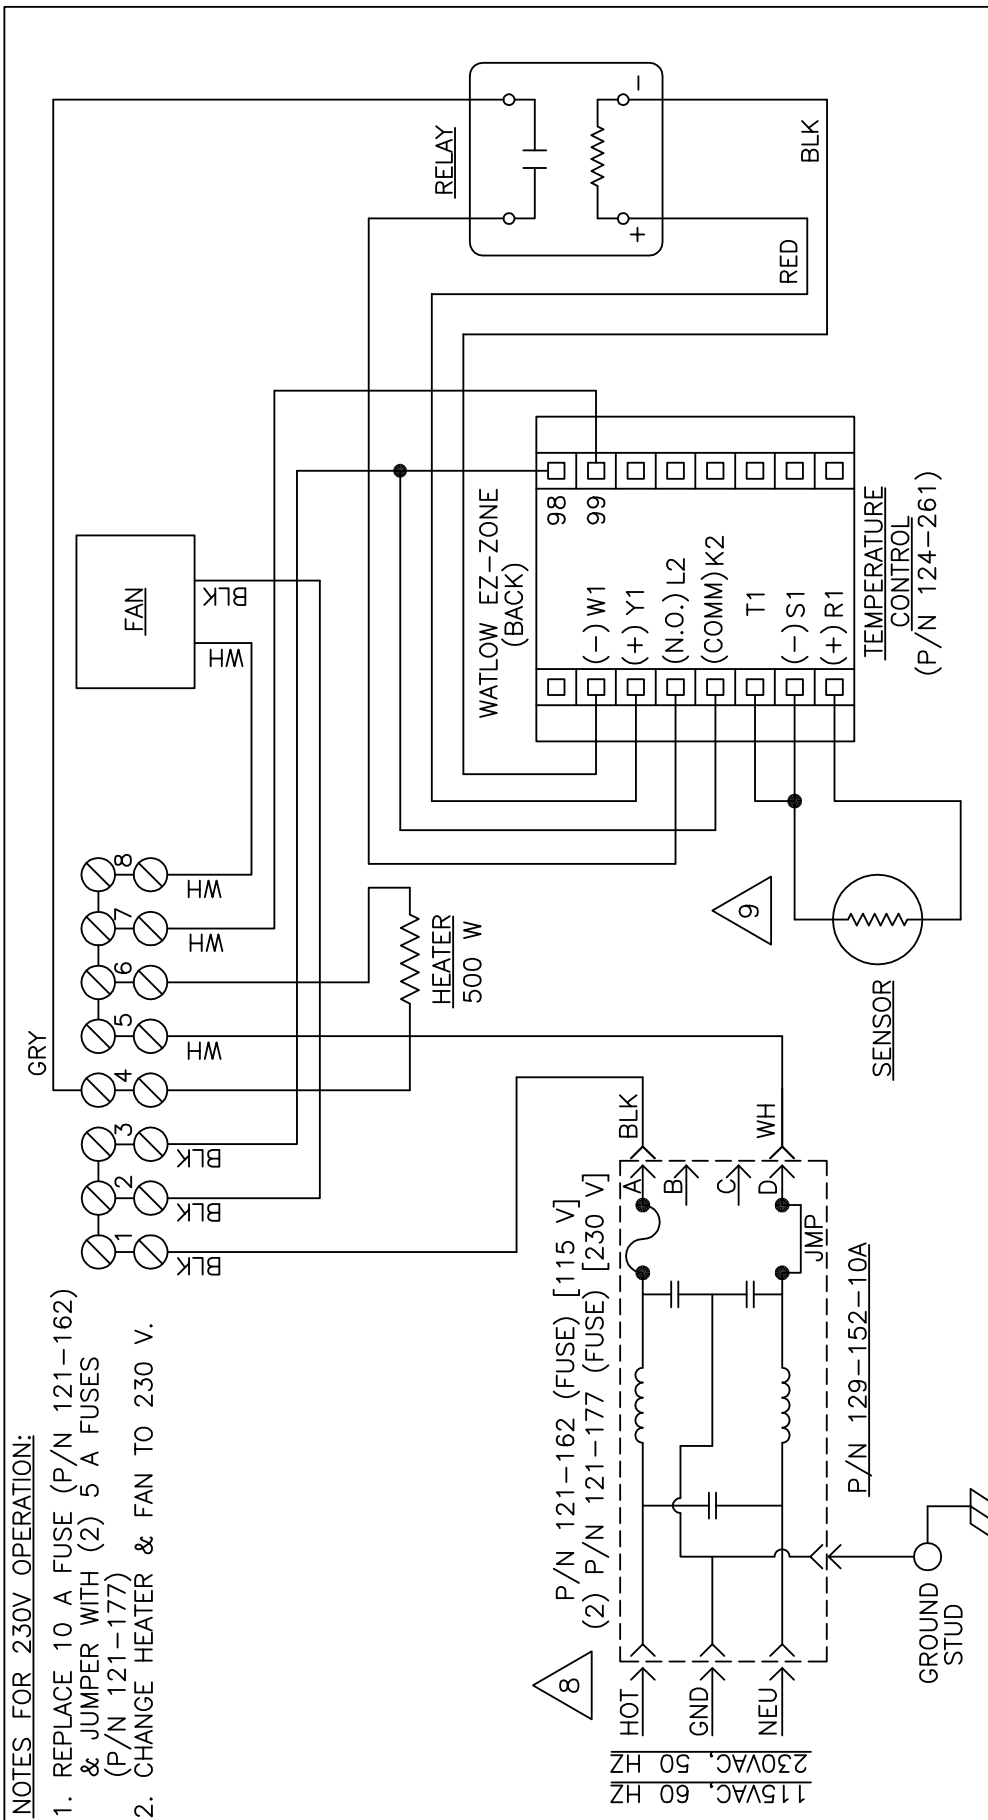 NOTES FOR 230V OPERATION:
1. REPLACE 10 A FUSE (P/N 121-162)
& JUMPER WITH (2) 5 A FUSES
(P/N 121-177)
2. CHANGE HEATER & FAN TO 230 V.
GRY
1
2
3
4
5
6
7
8
BLK
BLK
BLK
WH
WH
WH
FAN
WH
BLK
HEATER
500 W
RELAY
+
-
RED
BLK
WATLOW EZ-ZONE
(BACK)
98
99
(-) W1
(+) Y1
(N.O.) L2
(COMM) K2
T1
(-) S1
(+) R1
TEMPERATURE
CONTROL
(P/N 124-261)
9
SENSOR
P/N 121-162 (FUSE) [115 V]
(2) P/N 121-177 (FUSE) [230 V]
8
115VAC, 60 HZ
230VAC, 50 HZ
HOT
GND
NEU
A
B
C
D
BLK
WH
JMP
P/N 129-152-10A
GROUND
STUD